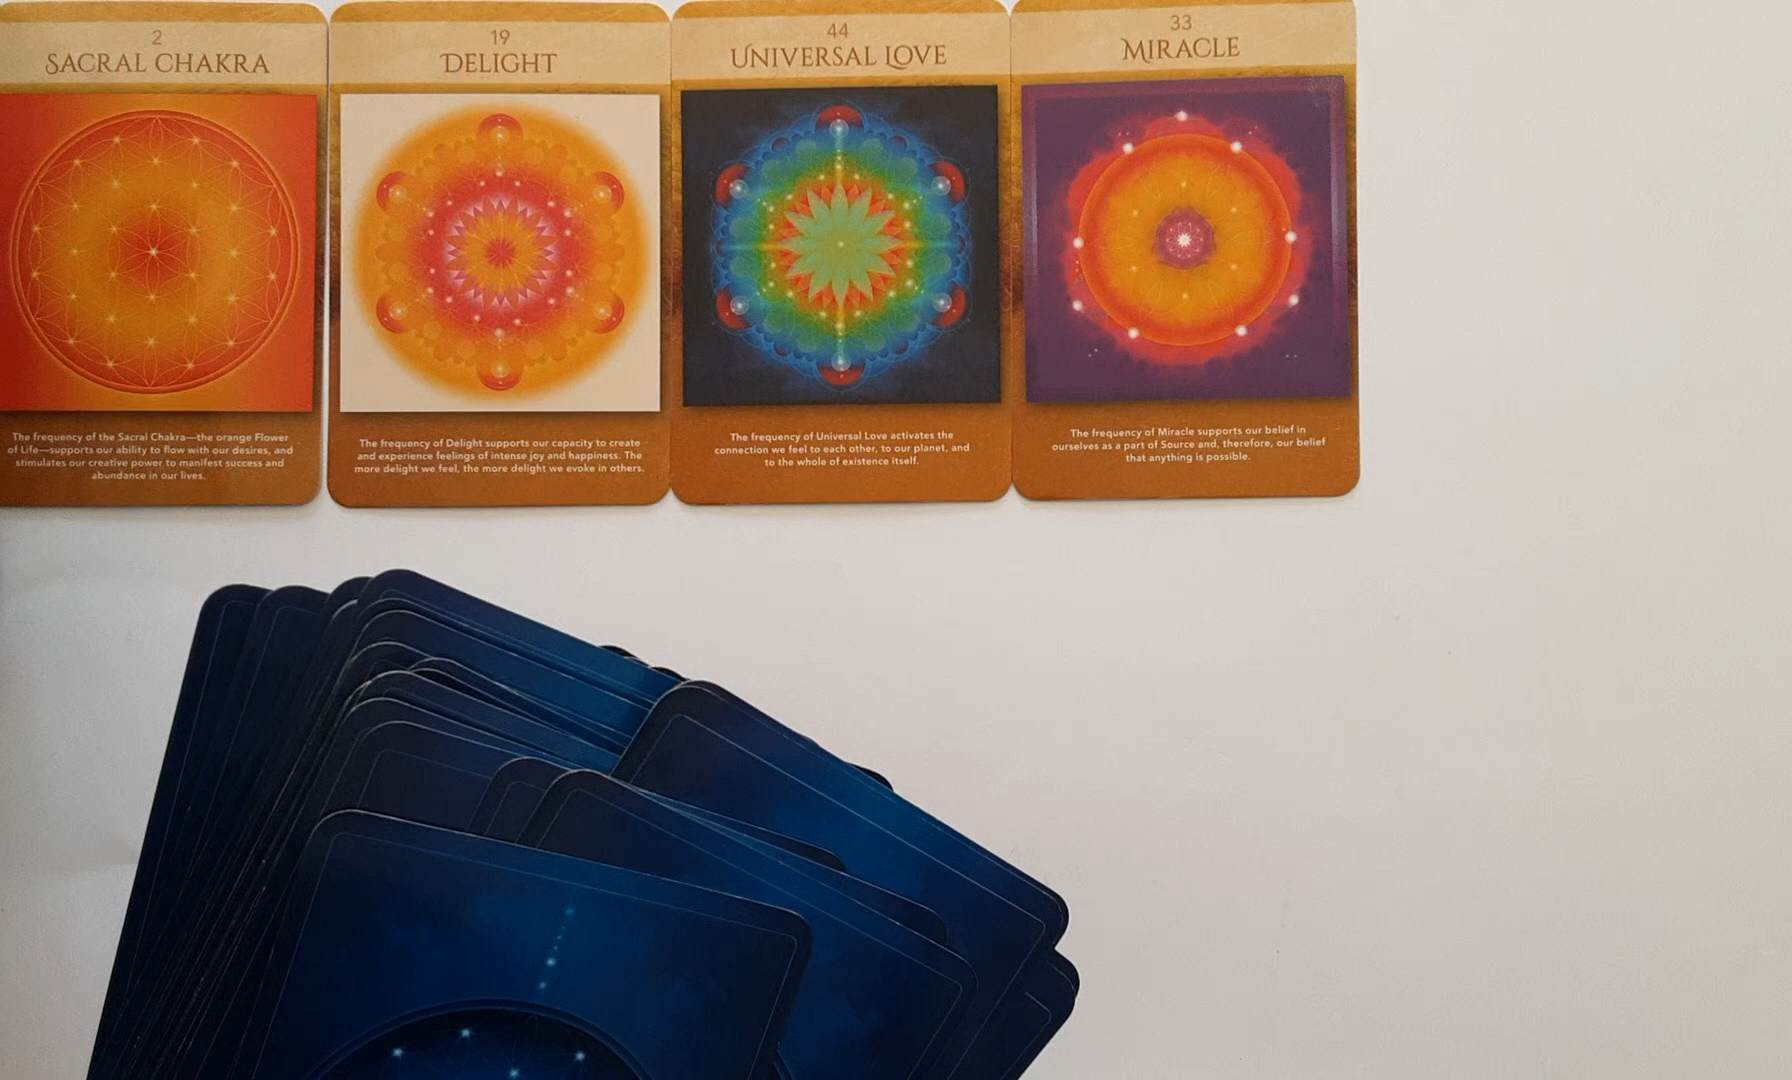 2
SACRAL CHAKRA
The frequency of the Sacral Chakra—the orange Flower
of Life—supports our ability to flow with our desires, and
stimulates our creative power to manifest success and
abundance in our lives.
19
DELIGHT
The frequency of Delight supports our capacity to create
and experience feelings of intense joy and happiness. The
more delight we feel, the more delight we evoke in others.
44
UNIVERSAL LOVE
The frequency of Universal Love activates the
connection we feel to each other, to our planet, and
to the whole of existence itself.
33
MIRACLE
The frequency of Miracle supports our belief in
ourselves as a part of Source and, therefore, our belief
that anything is possible.